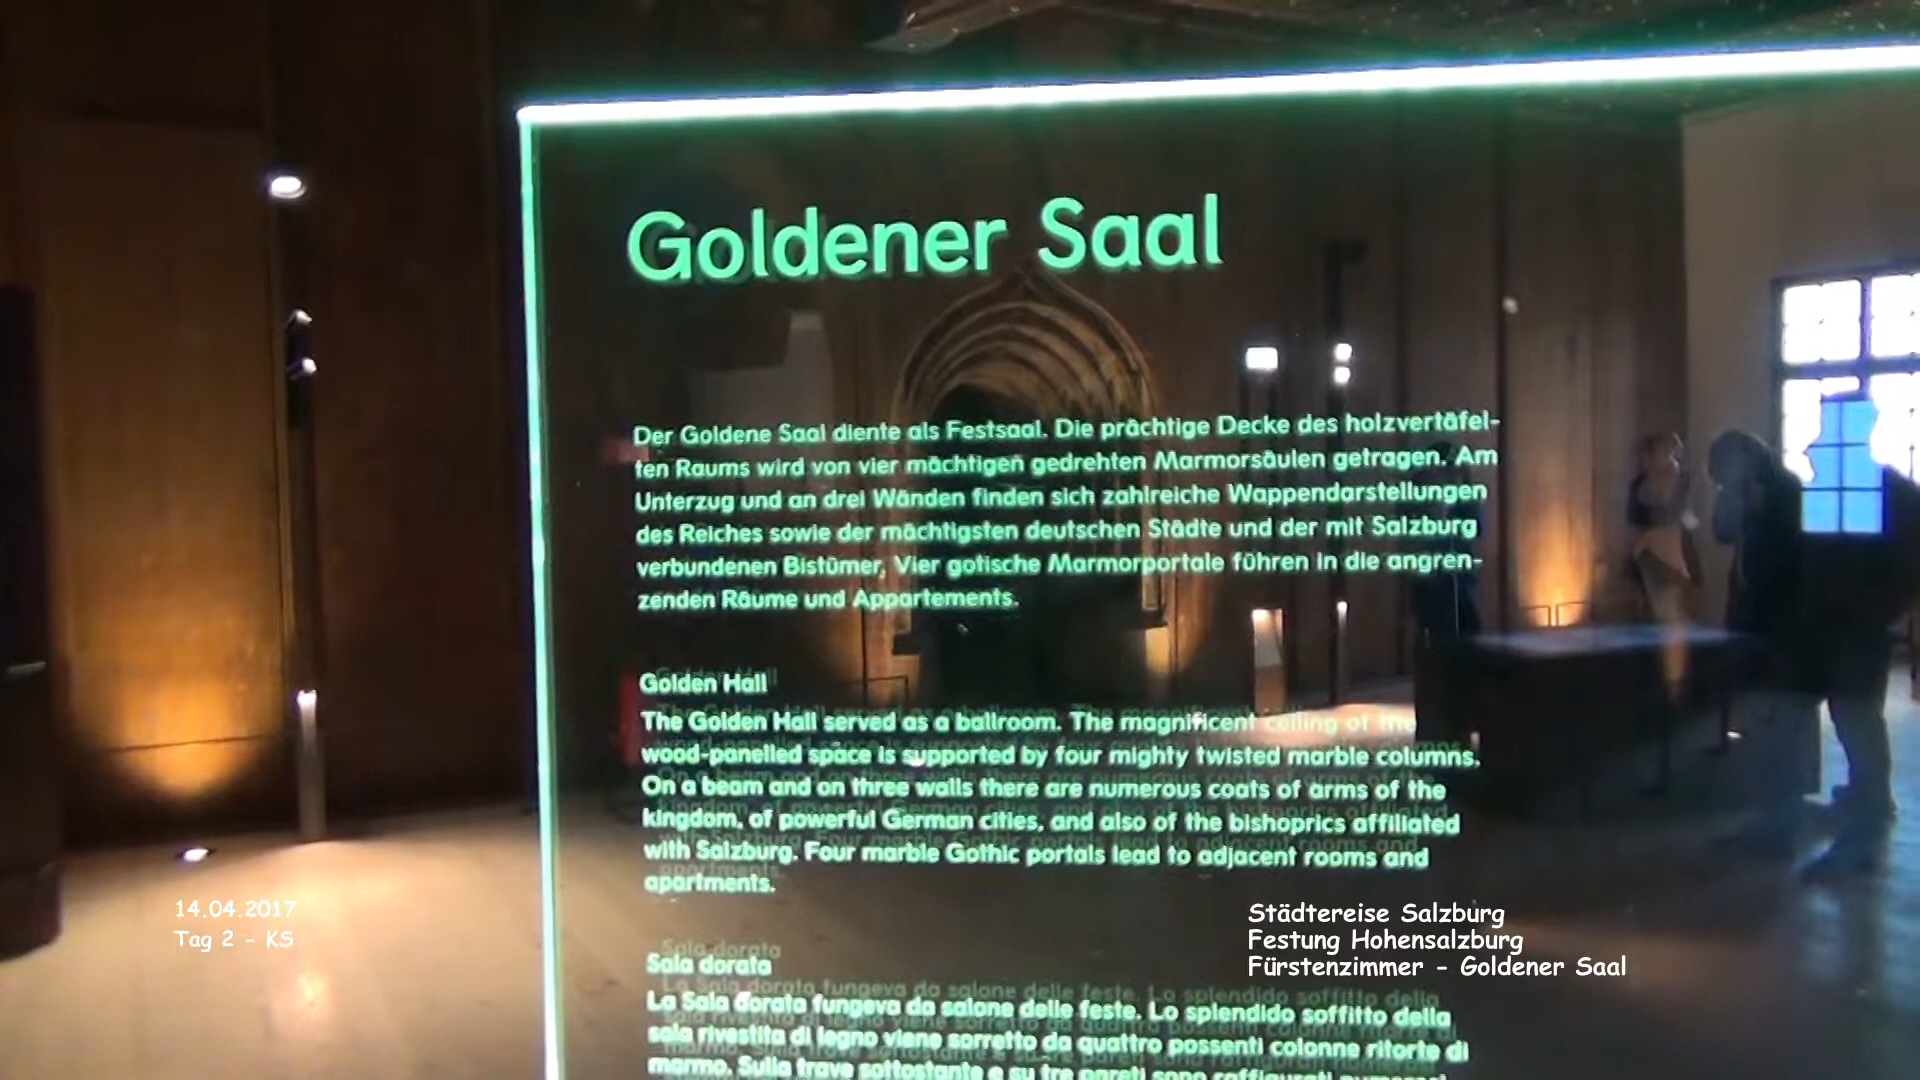 Goldener Saal
Der Goldene Saal diente als Festsaal. Die prächtige Decke des holzvertäfel-
ten Raums wird von vier mächtigen gedrehten Marmorsäulen getragen. Am
Unterzug und an drei Wänden finden sich zahlreiche Wappendarstellungen
des Reiches sowie der mächtigsten deutschen Städte und der mit Salzburg
verbundenen Bistümer, Vier gotische Marmorportale führen in die angren-
zenden Räume und Appartements.
Golden Hall
The Golden Hall served as a ballroom. The magnificent ceiling of the
wood-panelled space is supported by four mighty twisted marble columns.
On a beam and on three walls there are numerous coats of arms of the
kingdom, of powerful German cities, and also of the bishoprics affiliated
with Salzburg. Four marble Gothic portals lead to adjacent rooms and
apartments.
Sala dorata
La Sala dorata fungeva da salone delle feste. Lo splendido soffitto della
sala rivestita di legno viene sorretto da quattro possenti colonne ritorte di
marmo. Sulla trave sottostante e su tre pareti sono raffigurati
14.04.2017
Tag 2 - KS
Städtereise Salzburg
Festung Hohensalzburg
Fürstenzimmer - Goldener Saal